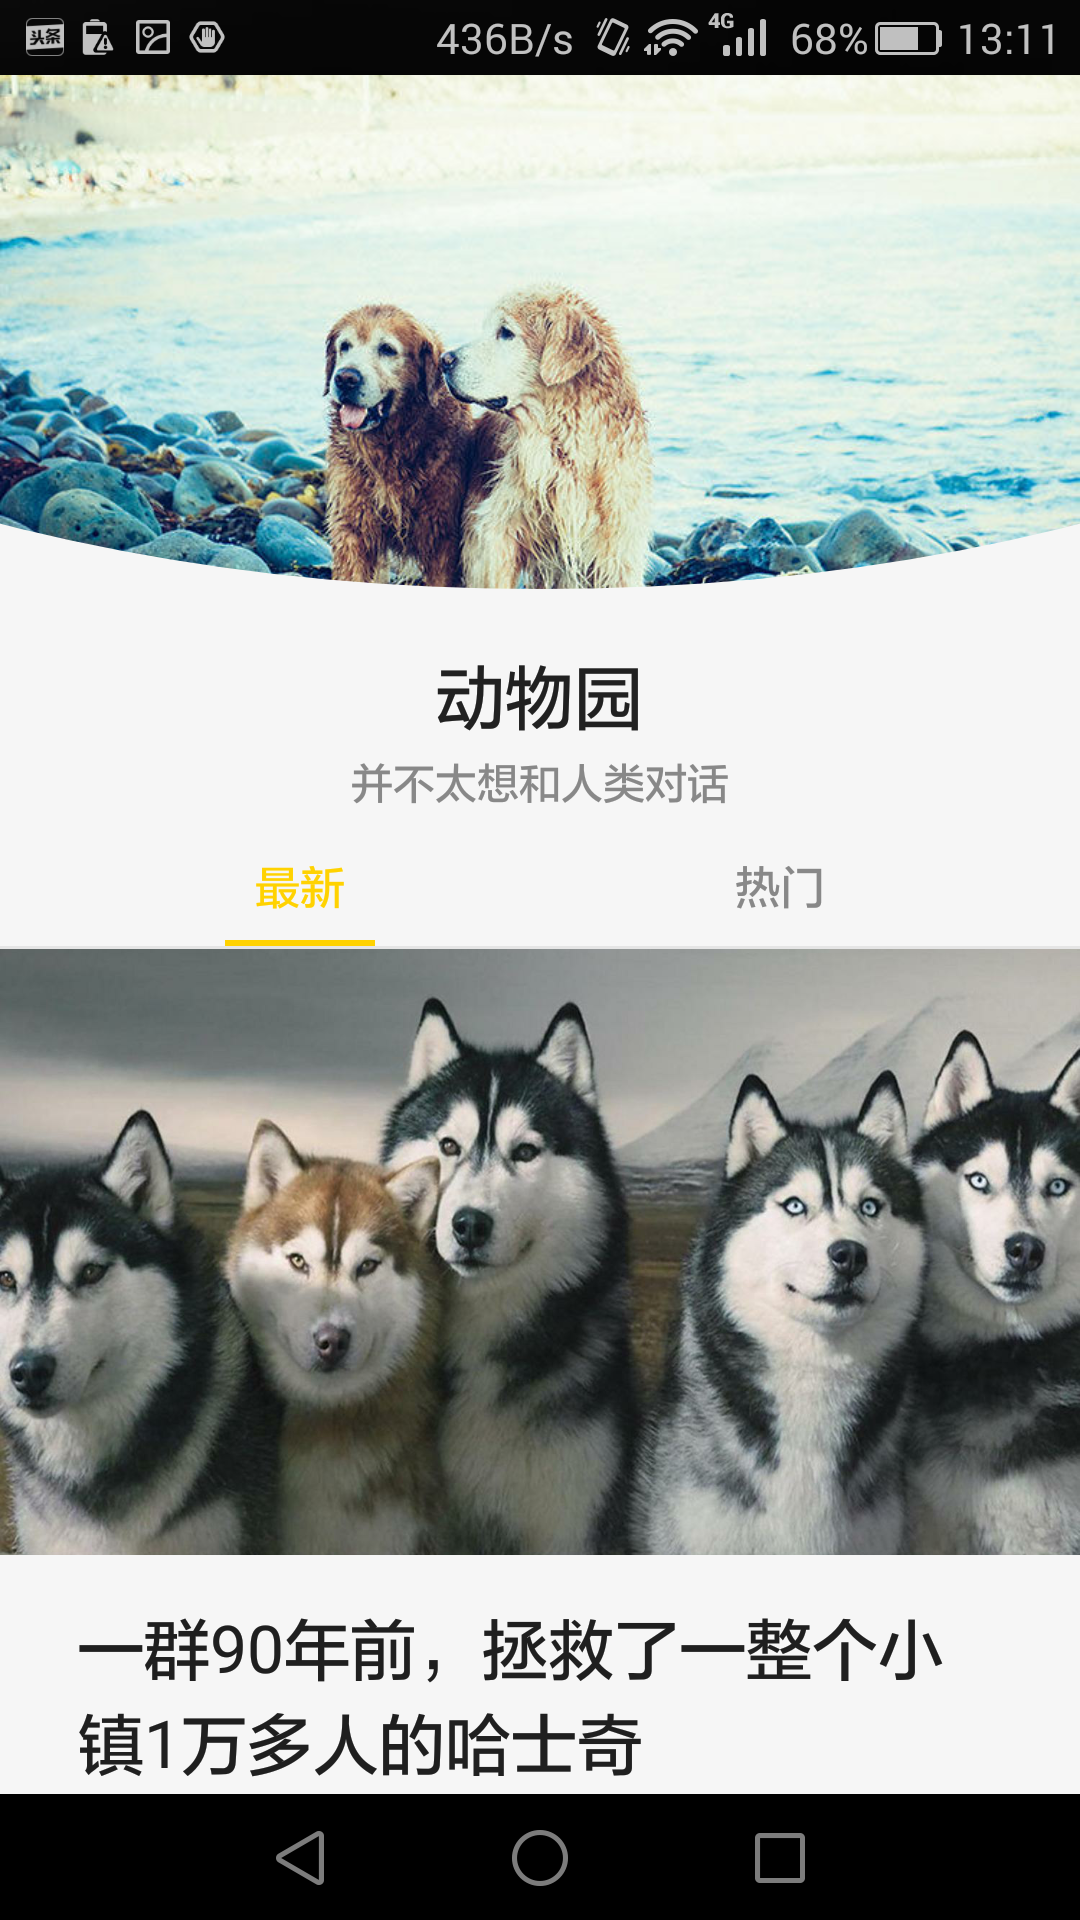 头条 436B/s 4G 68% 13:11
动物园
并不太想和人类对话
最新 热门
一群90年前，拯救了一整个小
镇1万多人的哈士奇